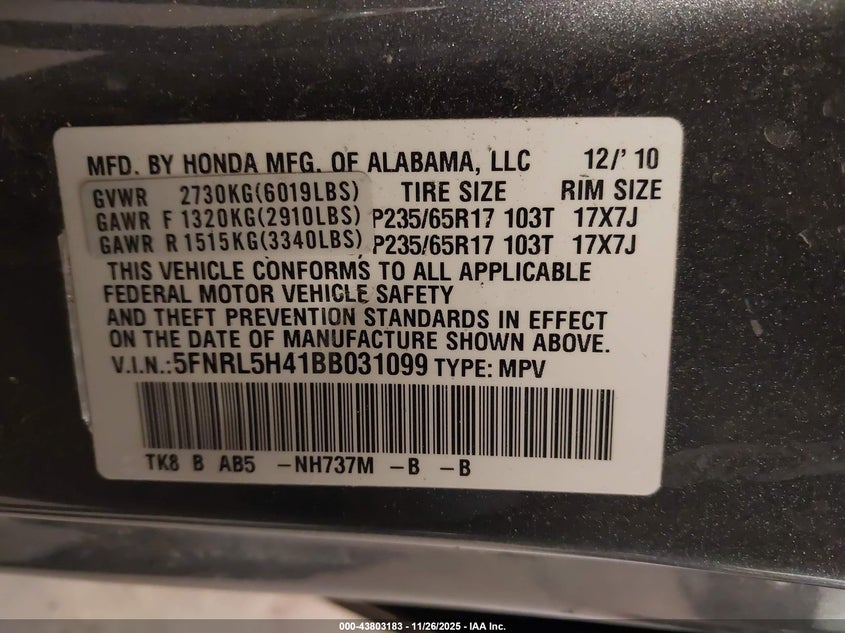 MFD. BY HONDA MFG. OF ALABAMA, LLC 12/'10
GVWR 2730KG(6019LBS) TIRE SIZE RIM SIZE
GAWR F 1320KG(2910LBS) P235/65R17 103T 17X7J
GAWR R 1515KG(3340LBS) P235/65R17 103T 17X7J
THIS VEHICLE CONFORMS TO ALL APPLICABLE
FEDERAL MOTOR VEHICLE SAFETY
AND THEFT PREVENTION STANDARDS IN EFFECT
ON THE DATE OF MANUFACTURE SHOWN ABOVE.
V.I.N.:5FNRL5H41BB031099 TYPE: MPV
TK8 B AB5 -NH737M -B -B
000-43803183 - 11/26/2025 - IAA Inc.